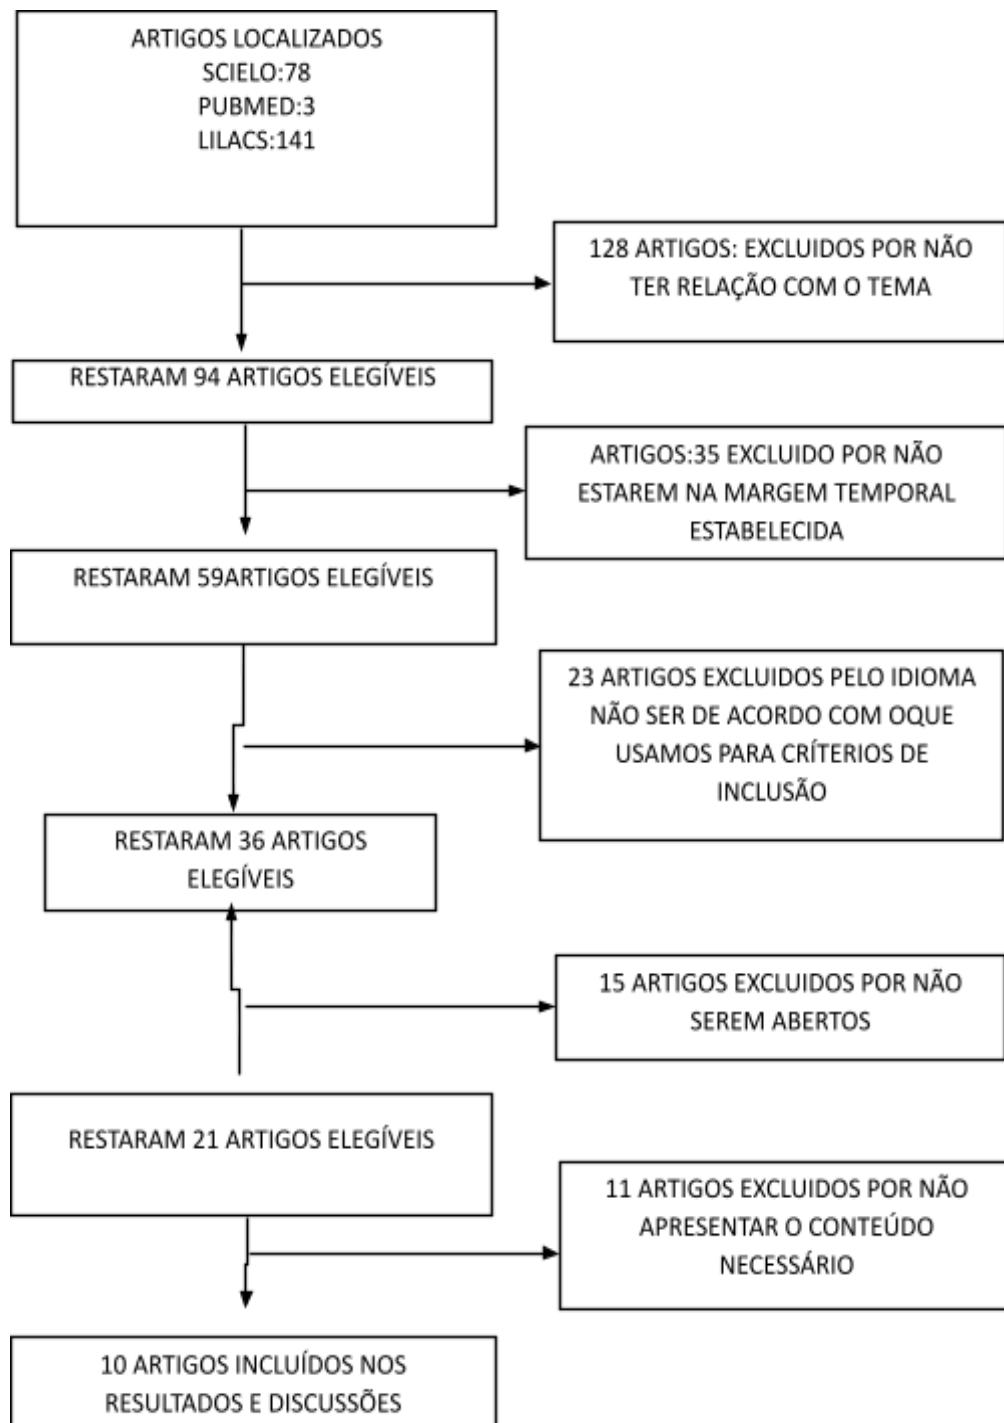 ARTIGOS LOCALIZADOS
SCIELO:78
PUBMED:3
LILACS:141
128 ARTIGOS: EXCLUIDOS POR NÃO
TER RELAÇÃO COM O TEMA
RESTARAM 94 ARTIGOS ELEGÍVEIS
ARTIGOS:35 EXCLUIDO POR NÃO
ESTAREM NA MARGEM TEMPORAL
ESTABELECIDA
RESTARAM 59ARTIGOS ELEGÍVEIS
23 ARTIGOS EXCLUIDOS PELO IDIOMA
NÃO SER DE ACORDO COM OQUE
USAMOS PARA CRÍTERIOS DE
INCLUSÃO
RESTARAM 36 ARTIGOS
ELEGÍVEIS
15 ARTIGOS EXCLUIDOS POR NÃO
SEREM ABERTOS
RESTARAM 21 ARTIGOS ELEGÍVEIS
11 ARTIGOS EXCLUIDOS POR NÃO
APRESENTAR O CONTEÚDO
NECESSÁRIO
10 ARTIGOS INCLUÍDOS NOS
RESULTADOS E DISCUSSÕES